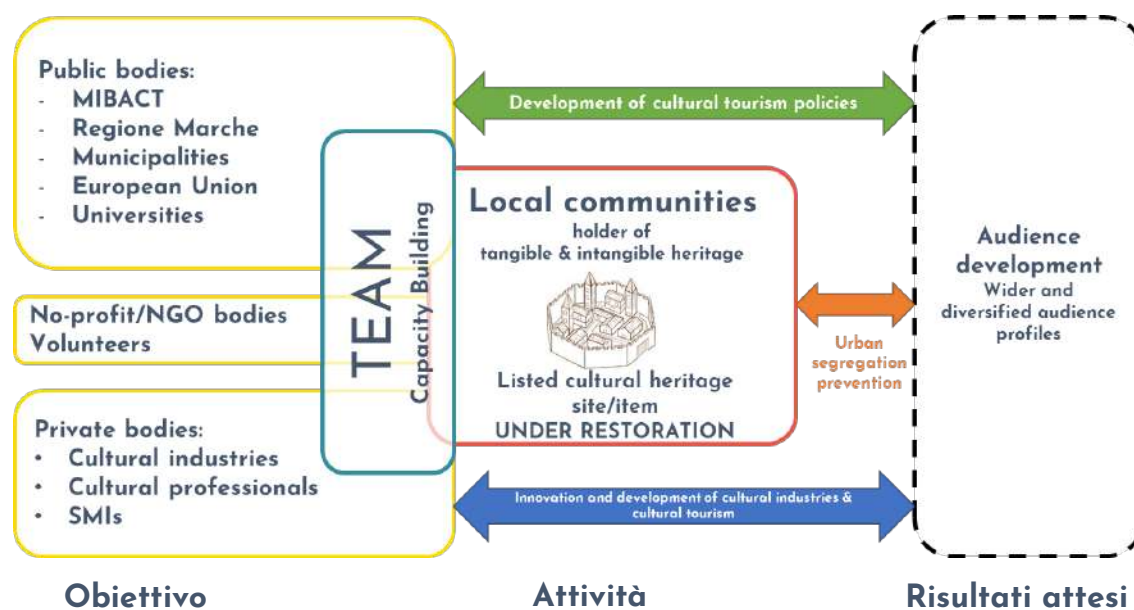 Public bodies:
- MIBACT
- Regione Marche
- Municipalities
- European Union
- Universities
No-profit/NGO bodies
Volunteers
Private bodies:
• Cultural industries
• Cultural professionals
• SMIs
TEAM
Capacity Building
Development of cultural tourism policies
Local communities
holder of
tangible & intangible heritage
Listed cultural heritage
site/item
UNDER RESTORATION
Urban
segregation
prevention
Innovation and development of cultural industries &
cultural tourism
Audience
development
Wider and
diversified audience
profiles
Obiettivo
Attività
Risultati attesi